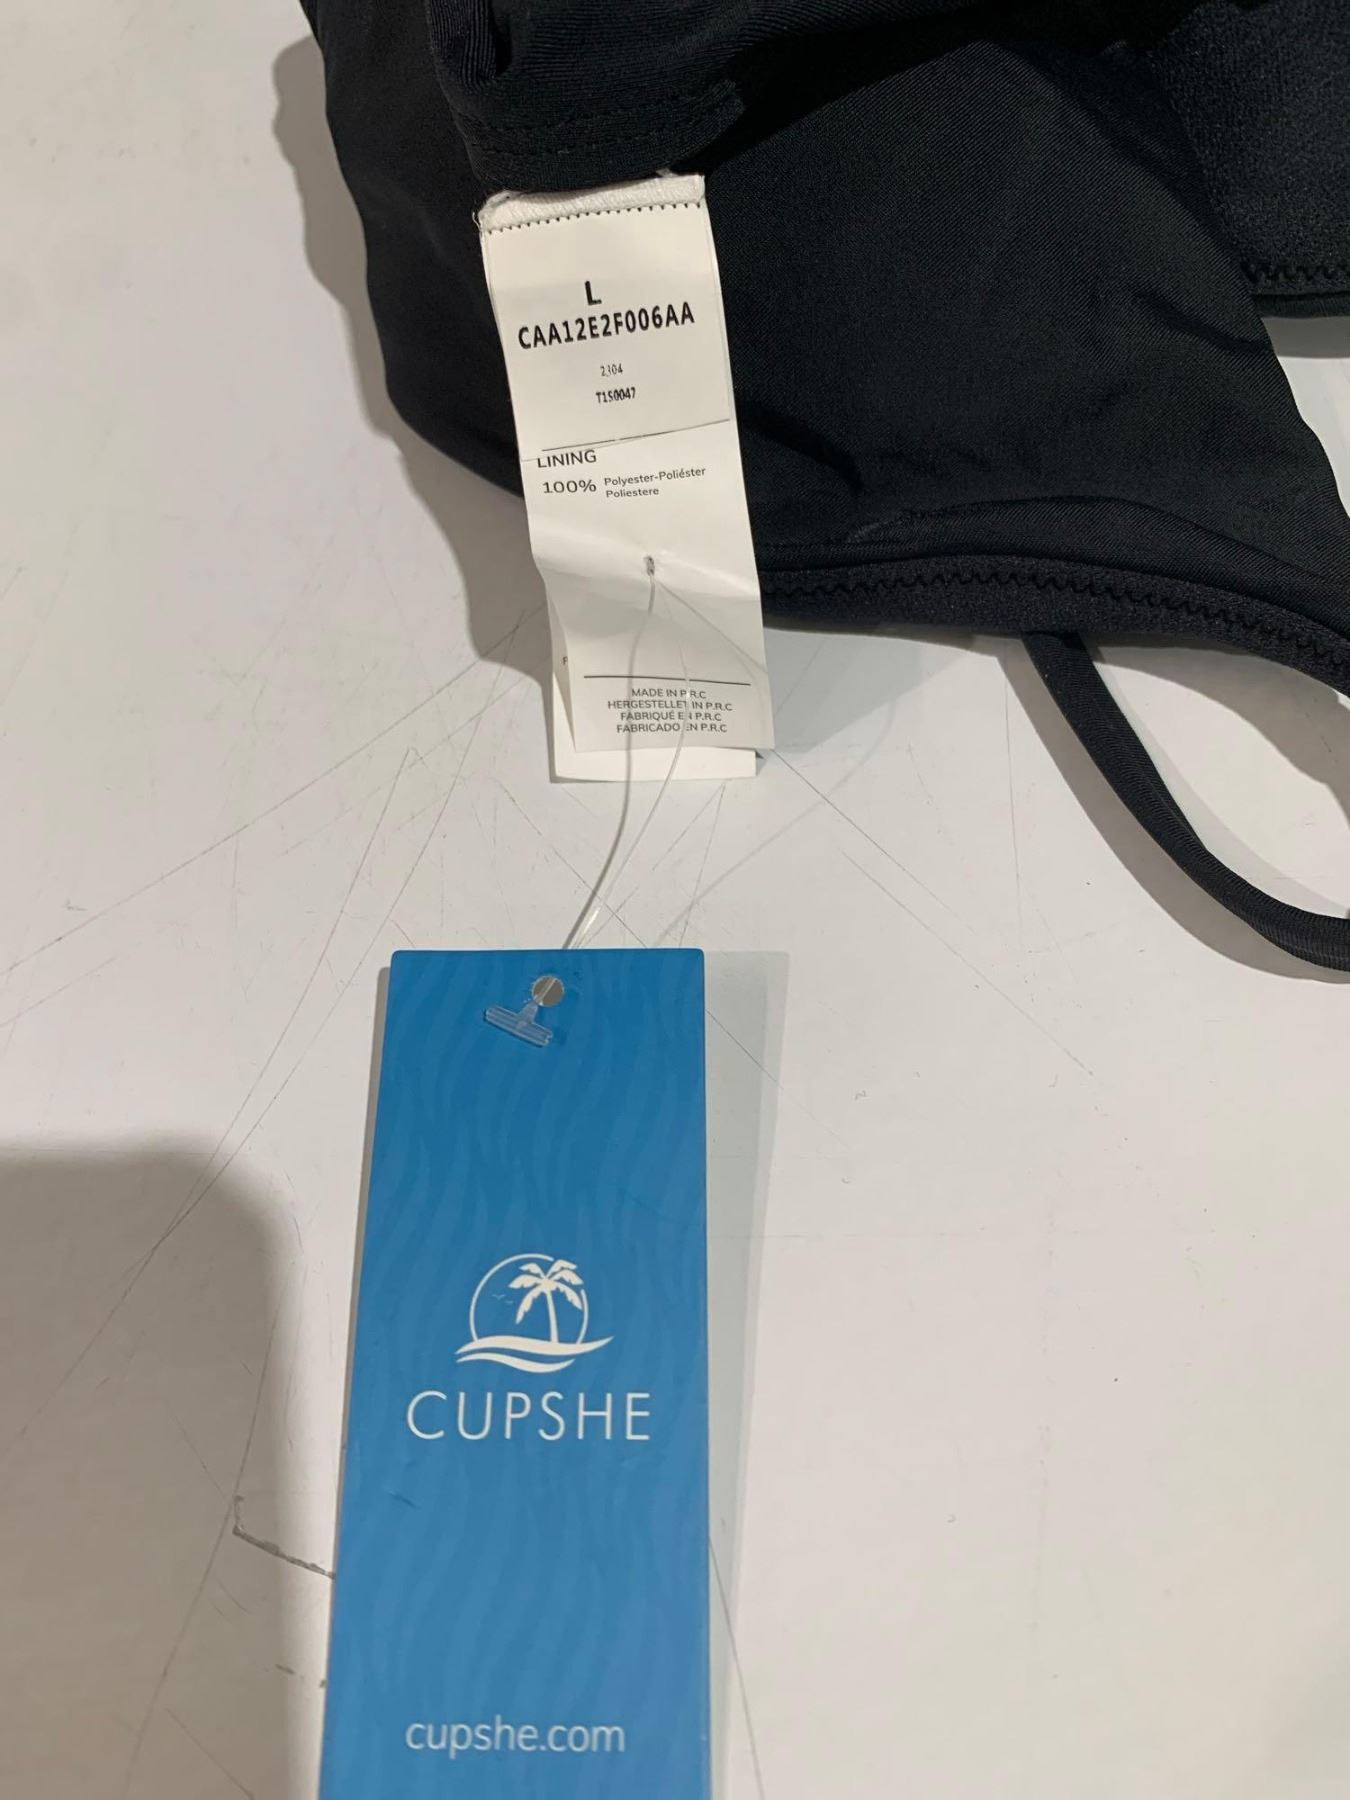 L
CAA12E2F006AA
2304
T1S0047
LINING
100% Polyester-Poliéster
Poliestere
MADE IN P.R.C
HERGESTELLET IN P.R.C
FABRIQUÉ EN P.R.C
FABRICADO EN P.R.C
CUPSHE
cupshe.com